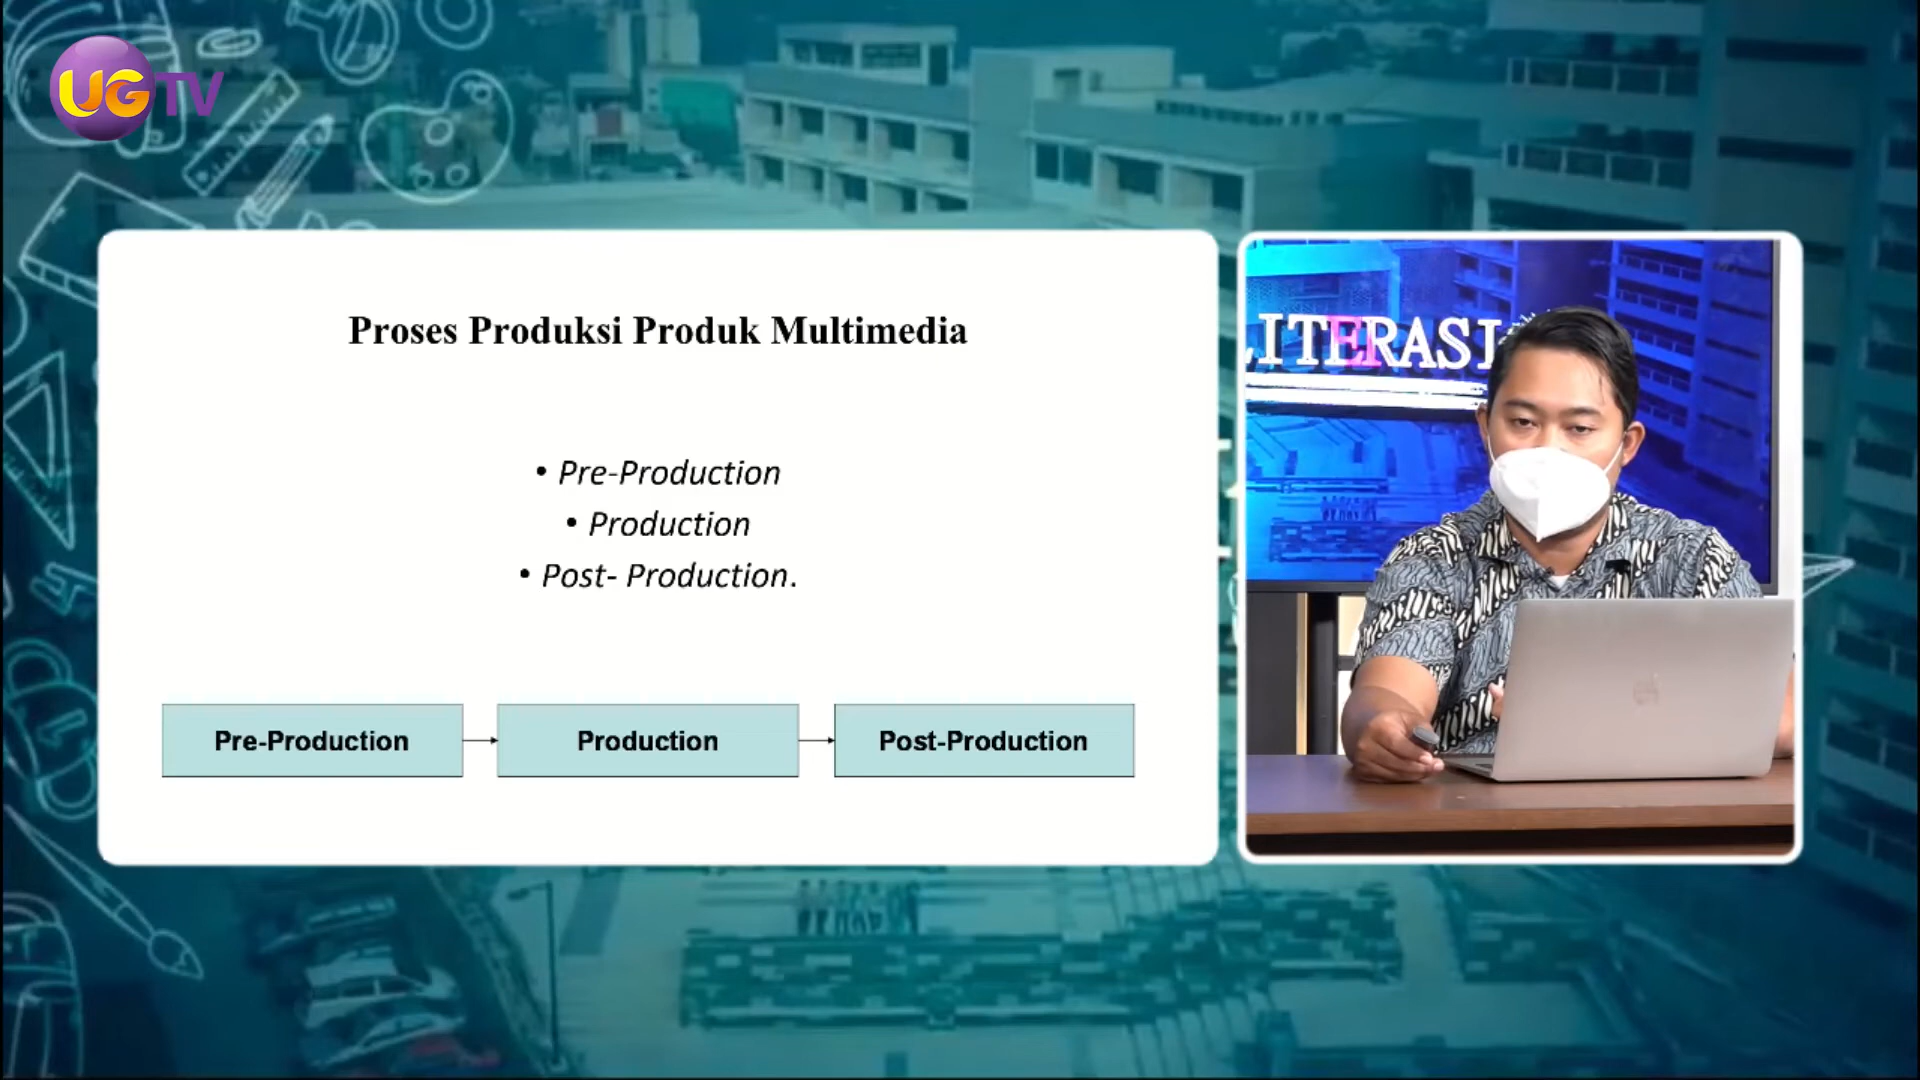 UGTV
Proses Produksi Produk Multimedia
• Pre-Production
• Production
• Post- Production.
Pre-Production
Production
Post-Production
LITERASI